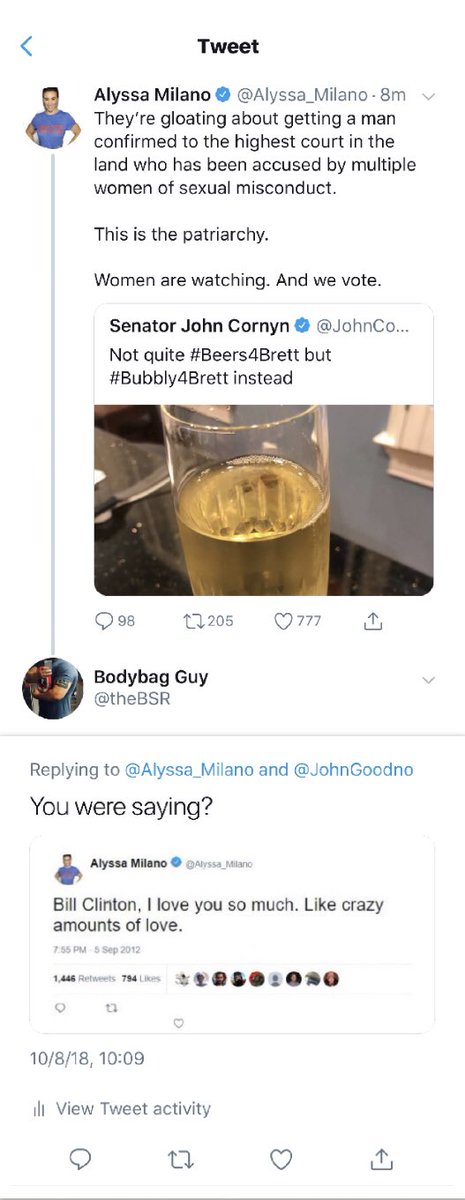 Tweet
Alyssa Milano @Alyssa_Milano · 8m
They're gloating about getting a man
confirmed to the highest court in the
land who has been accused by multiple
women of sexual misconduct.
This is the patriarchy.
Women are watching. And we vote.
Senator John Cornyn @JohnCo...
Not quite #Beers4Brett but
#Bubbly4Brett instead
98 205 777
Bodybag Guy
@theBSR
Replying to @Alyssa_Milano and @JohnGoodno
You were saying?
Alyssa Milano @Alyssa_Milano
Bill Clinton, I love you so much. Like crazy
amounts of love.
7:55 PM - 5 Sep 2012
1,446 Retweets 794 Likes
10/8/18, 10:09
View Tweet activity